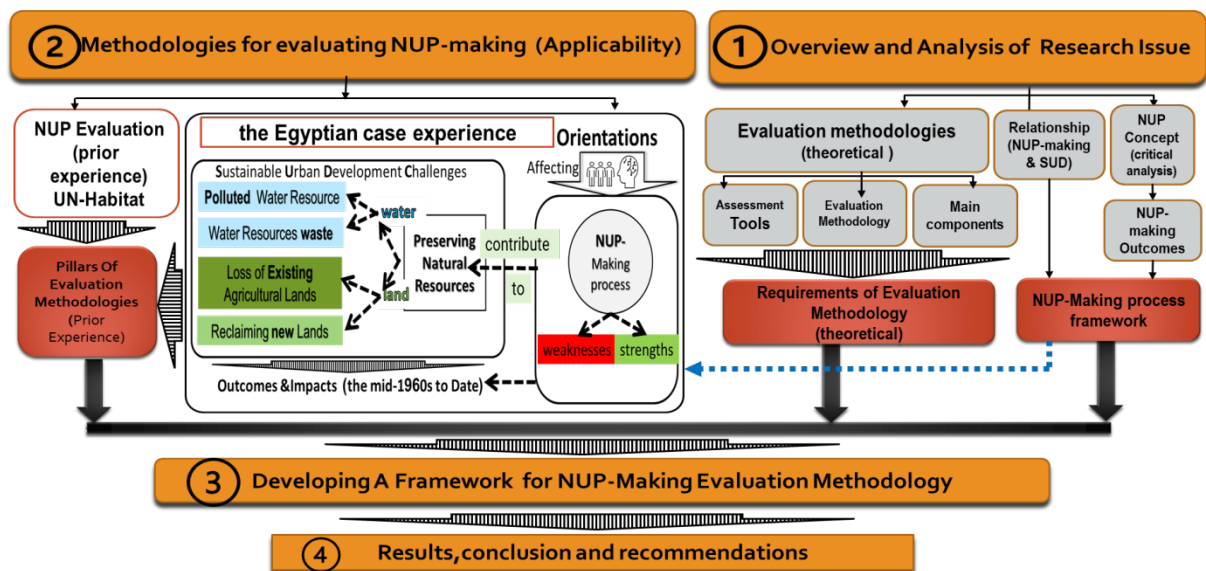 2 Methodologies for evaluating NUP-making (Applicability)
1 Overview and Analysis of Research Issue
NUP Evaluation
(prior
experience)
UN-Habitat
Pillars Of
Evaluation
Methodologies
(Prior
Experience)
the Egyptian case experience
Orientations
Affecting
Sustainable Urban Development Challenges
Polluted Water Resource
Water Resources waste
Loss of Existing
Agricultural Lands
Reclaiming new Lands
water
land
Preserving
Natural
Resources
contribute
to
NUP-
Making
process
weaknesses
strengths
Outcomes &Impacts (the mid-1960s to Date)
Evaluation methodologies
(theoretical )
Assessment
Tools
Evaluation
Methodology
Main
components
Requirements of Evaluation
Methodology
(theoretical)
Relationship
(NUP-making
& SUD)
NUP
Concept
(critical
analysis)
NUP-
making
Outcomes
NUP-Making process
framework
3 Developing A Framework for NUP-Making Evaluation Methodology
4 Results,conclusion and recommendations